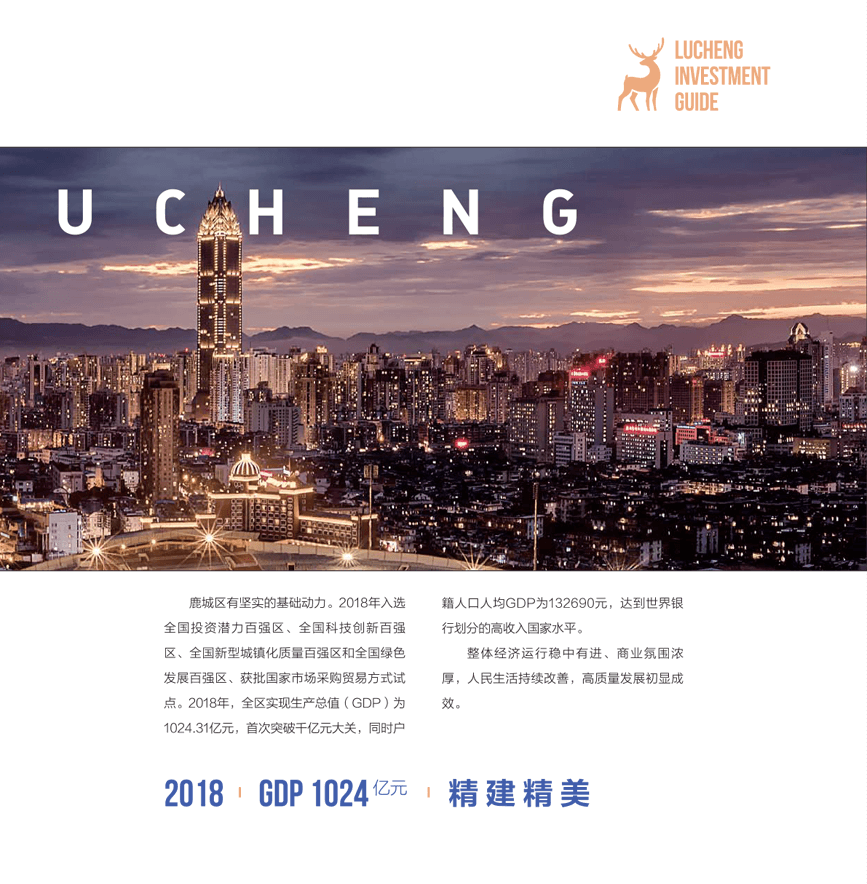 LUCHENG
INVESTMENT
GUIDE
UCHENG
鹿城区有坚实的基础动力。2018年入选
全国投资潜力百强区、全国科技创新百强
区、全国新型城镇化质量百强区和全国绿色
发展百强区、获批国家市场采购贸易方式试
点。2018年，全区实现生产总值（GDP）为
1024.31亿元，首次突破千亿元大关，同时户
籍人口人均GDP为132690元，达到世界银
行划分的高收入国家水平。
整体经济运行稳中有进、商业氛围浓
厚，人民生活持续改善，高质量发展初显成
效。
2018 GDP 1024亿元 精建精美